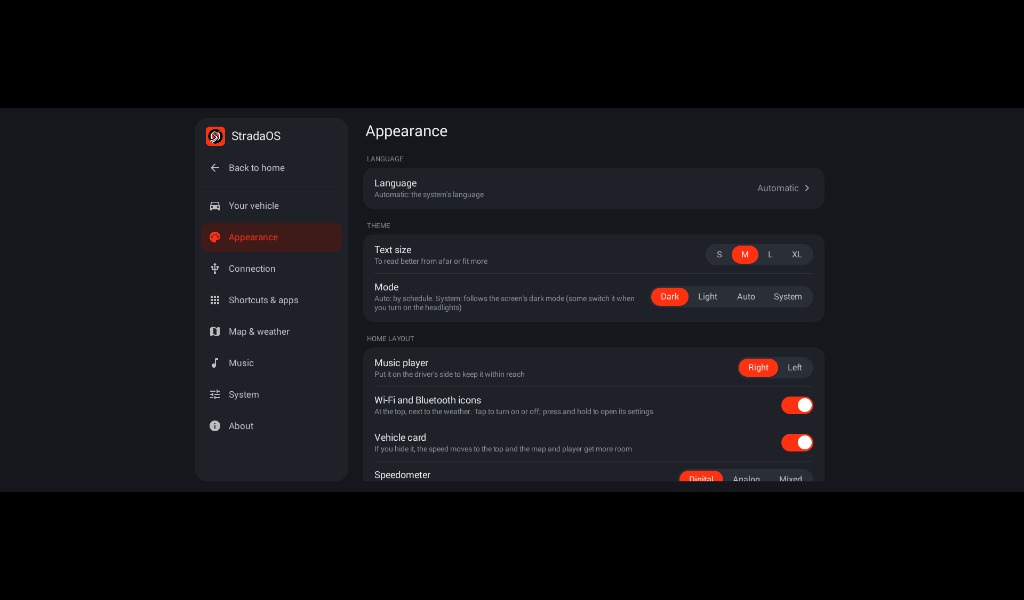 StradaOS
Back to home
Your vehicle
Appearance
Connection
Shortcuts & apps
Map & weather
Music
System
About
Appearance
LANGUAGE
Language
Automatic: the system's language
Automatic
THEME
Text size
To read better from afar or fit more
S M L XL
Mode
Auto: by schedule. System: follows the screen's dark mode (some switch it when
you turn on the headlights)
Dark Light Auto System
HOME LAYOUT
Music player
Put it on the driver's side to keep it within reach
Right Left
Wi-Fi and Bluetooth icons
At the top, next to the weather. Tap to turn on or off; press and hold to open its settings
Vehicle card
If you hide it, the speed moves to the top and the map and player get more room
Speedometer
Digital Analog Mixed